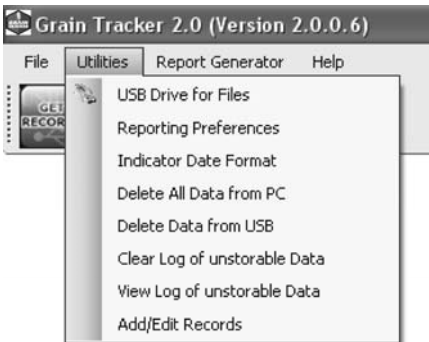 Grain Tracker 2.0 (Version 2.0.0.6)
File Utilities Report Generator Help
GET
RECOR
USB Drive for Files
Reporting Preferences
Indicator Date Format
Delete All Data from PC
Delete Data from USB
Clear Log of unstorable Data
View Log of unstorable Data
Add/Edit Records